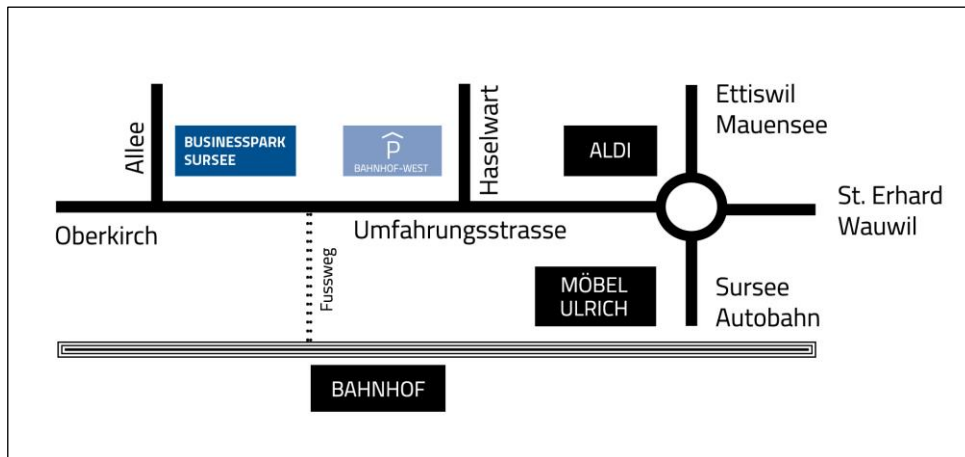 Allee
BUSINESSPARK
SURSEE
P
BAHNHOF-WEST
Haselwart
ALDI
Ettiswil
Mauensee
St. Erhard
Wauwil
Oberkirch
Umfahrungsstrasse
Fussweg
MÖBEL
ULRICH
Sursee
Autobahn
BAHNHOF